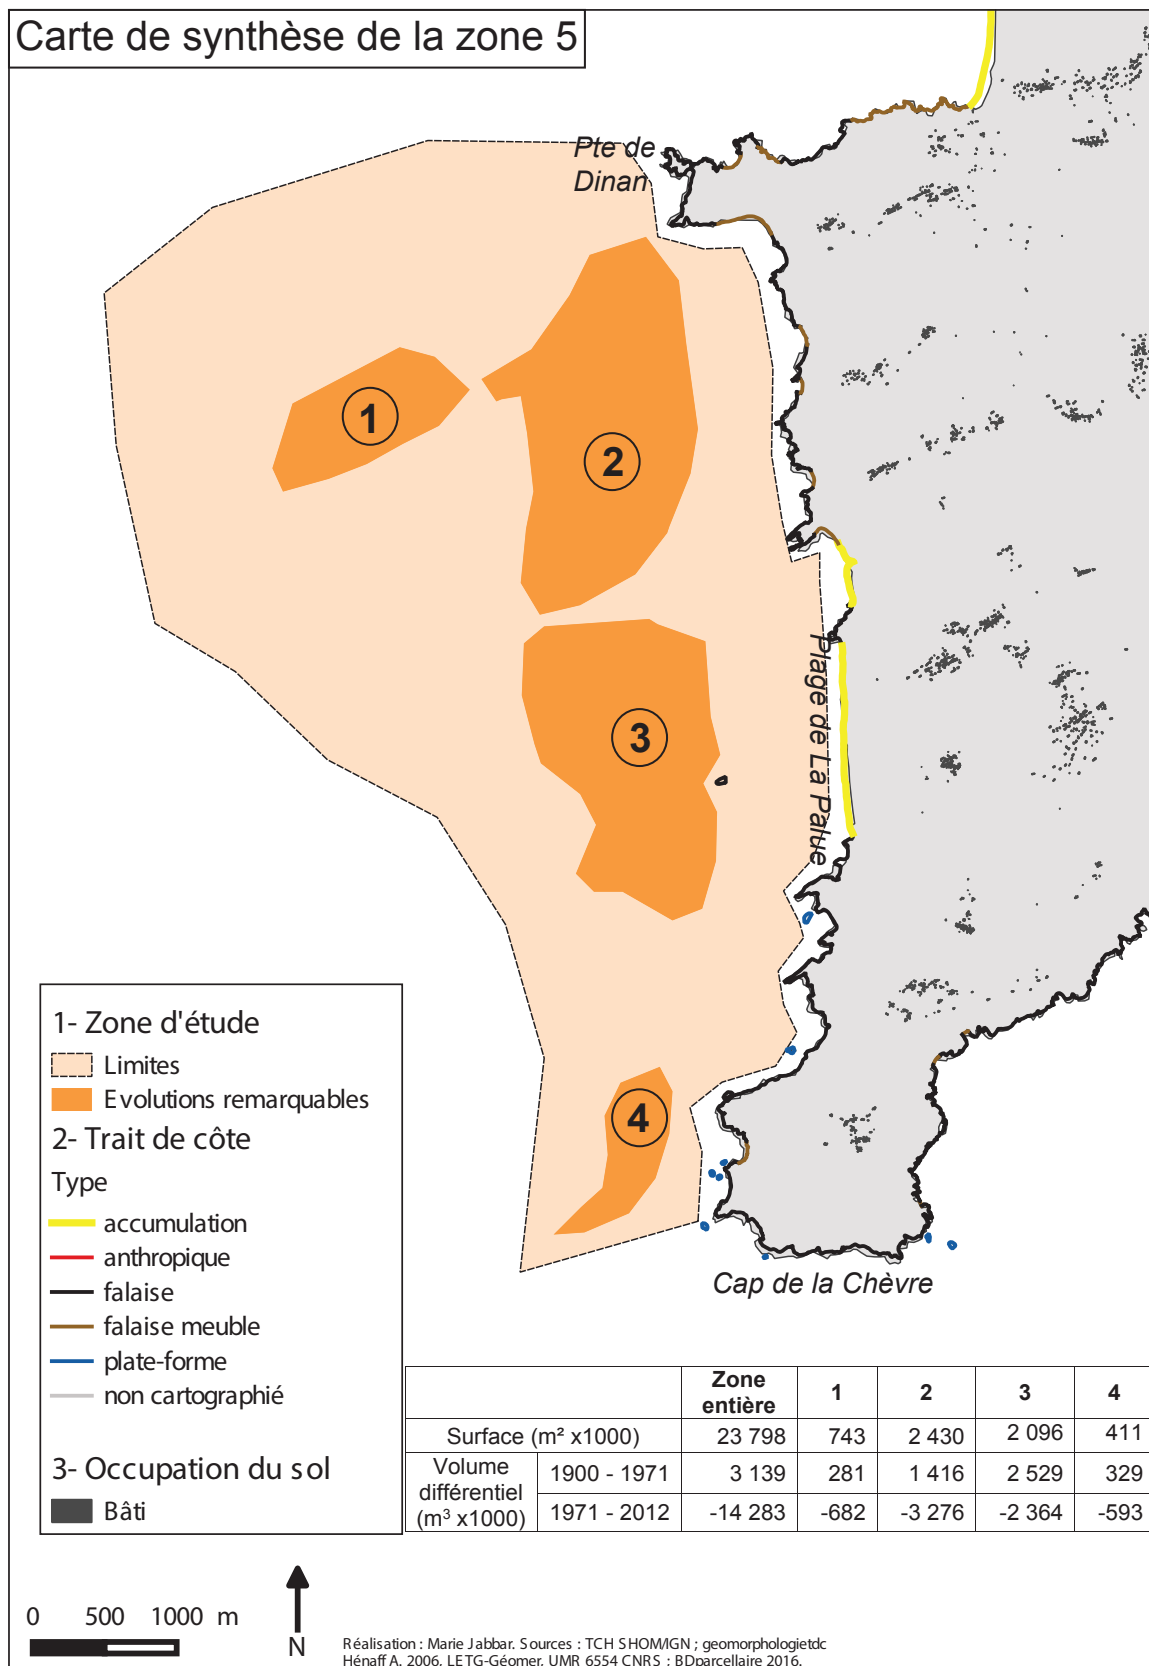 Carte de synthèse de la zone 5
Pte de
Dinan
1
2
3
Plage de La Palue
4
Cap de la Chèvre
1- Zone d'étude
Limites
Evolutions remarquables
2- Trait de côte
Type
accumulation
anthropique
falaise
falaise meuble
plate-forme
non cartographié
3- Occupation du sol
Bâti
Zone entière 1 2 3 4
Surface (m² x1000) 23 798 743 2 430 2 096 411
Volume différentiel (m³ x1000) 1900 - 1971 3 139 281 1 416 2 529 329
1971 - 2012 -14 283 -682 -3 276 -2 364 -593
0 500 1000 m
N
Réalisation : Marie Jabbar. Sources : TCH SHOM/IGN ; geomorphologietdc
Hénaff A. 2006. LETG-Géomer. UMR 6554 CNRS ; BDparcellaire 2016.